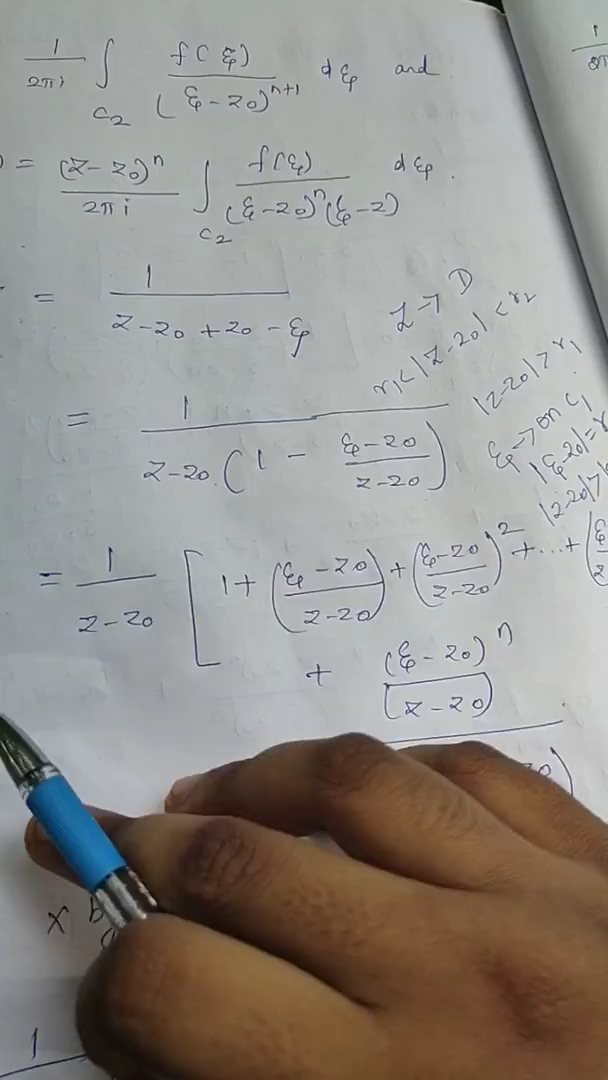 1/2πi ∫_{C2} f(ξ)/(ξ-z0)^{n+1} dξ and
= (z-z0)^n/2πi ∫_{C2} f(ξ)/(ξ-z0)^n(ξ-z) dξ.
= 1/z-z0+z0-ξ
z→D
r1<|z-z0|<r2
= 1/z-z0.(1 - ξ-z0/z-z0)
|z-z0|>r1
ξ→on C1
|ξ-z0|=r
|z-z0|>
= 1/z-z0 [1+(ξ-z0/z-z0)+(ξ-z0/z-z0)^2+...+(
+ (ξ-z0)^n/(z-z0)
z0)
x
1